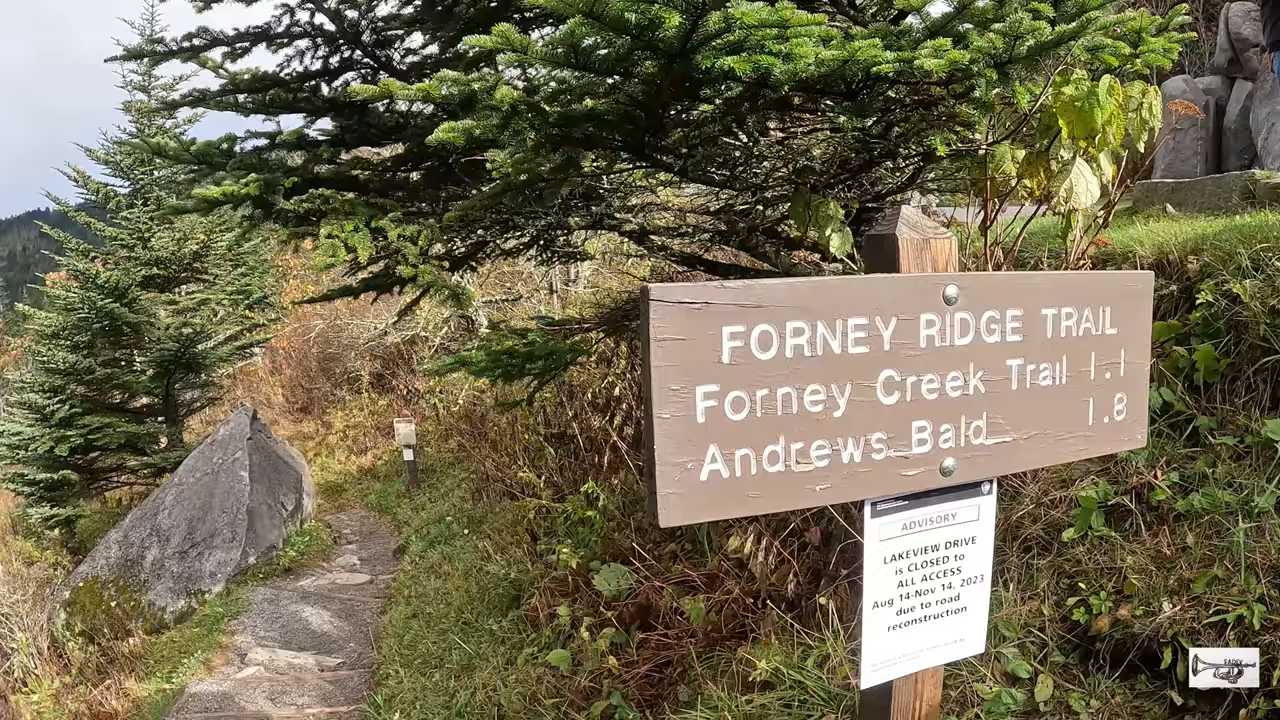 FORNEY RIDGE TRAIL
Forney Creek Trail 1.1
Andrews Bald 1.8
ADVISORY
LAKEVIEW DRIVE
is CLOSED to
ALL ACCESS
Aug 14-Nov 14, 2023
due to road
reconstruction
EADEY